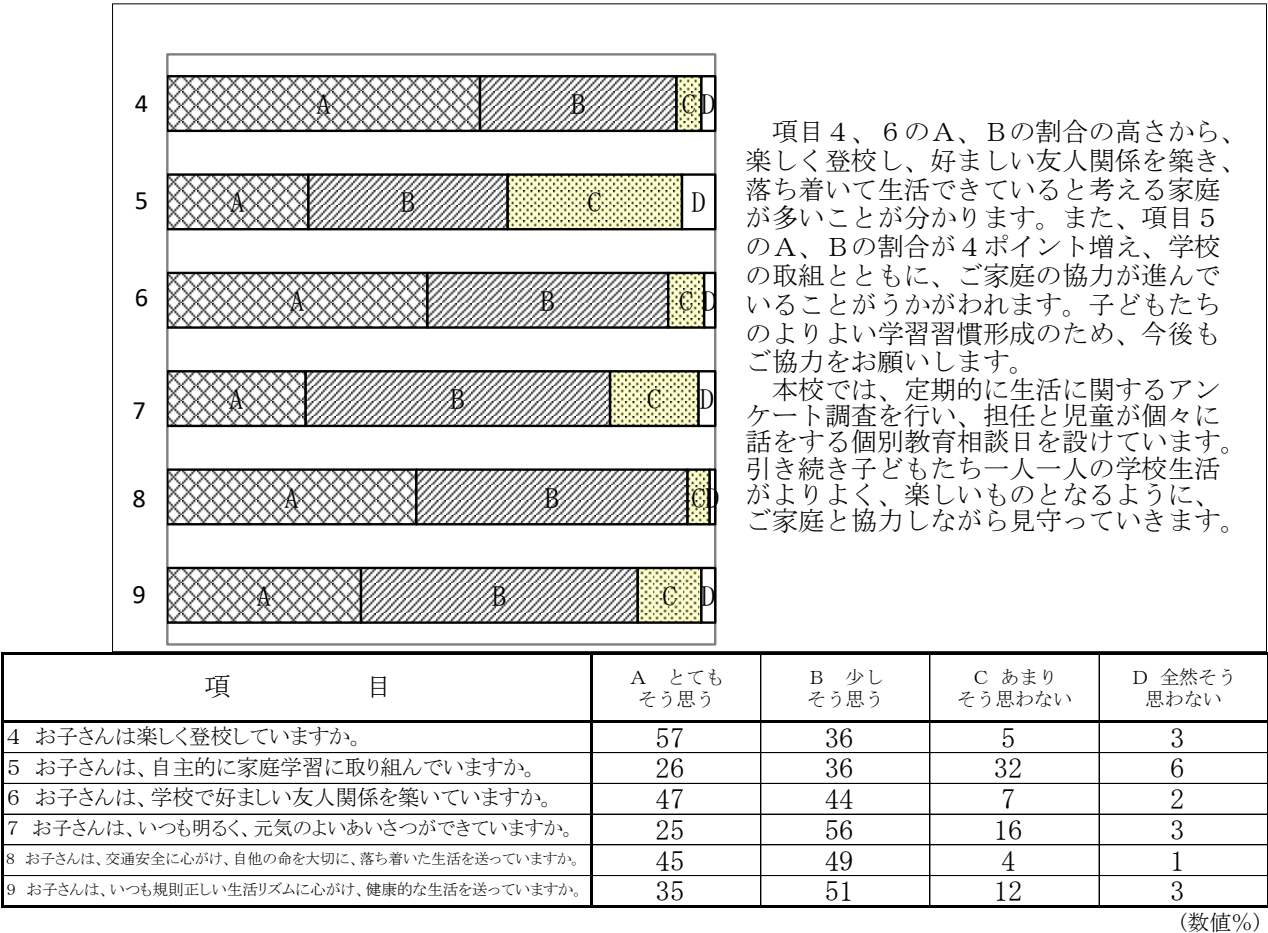 4 A B C D
5 A B C D
6 A B C D
7 A B C D
8 A B C D
9 A B C D
　項目４、６のＡ、Ｂの割合の高さから、
楽しく登校し、好ましい友人関係を築き、
落ち着いて生活できていると考える家庭
が多いことが分かります。また、項目５
のＡ、Ｂの割合が４ポイント増え、学校
の取組とともに、ご家庭の協力が進んで
いることがうかがわれます。子どもたち
のよりよい学習習慣形成のため、今後も
ご協力をお願いします。
　本校では、定期的に生活に関するアン
ケート調査を行い、担任と児童が個々に
話をする個別教育相談日を設けています。
引き続き子どもたち一人一人の学校生活
がよりよく、楽しいものとなるように、
ご家庭と協力しながら見守っていきます。
項　　目 Ａ　とても そう思う Ｂ　少し そう思う Ｃ あまり そう思わない Ｄ 全然そう 思わない
４ お子さんは楽しく登校していますか。 57 36 5 3
５ お子さんは、自主的に家庭学習に取り組んでいますか。 26 36 32 6
６ お子さんは、学校で好ましい友人関係を築いていますか。 47 44 7 2
７ お子さんは、いつも明るく、元気のよいあいさつができていますか。 25 56 16 3
８ お子さんは、交通安全に心がけ、自他の命を大切に、落ち着いた生活を送っていますか。 45 49 4 1
９ お子さんは、いつも規則正しい生活リズムに心がけ、健康的な生活を送っていますか。 35 51 12 3
（数値％）